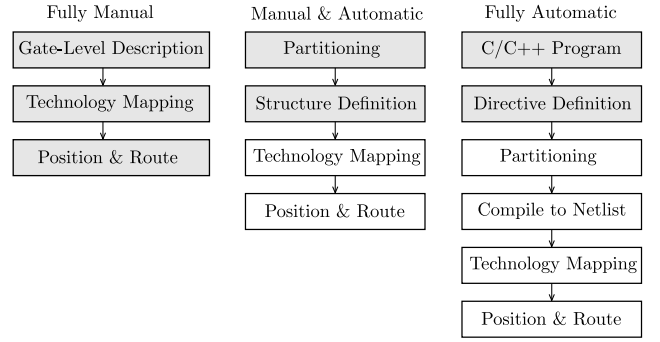 Fully Manual
Gate-Level Description
Technology Mapping
Position & Route
Manual & Automatic
Partitioning
Structure Definition
Technology Mapping
Position & Route
Fully Automatic
C/C++ Program
Directive Definition
Partitioning
Compile to Netlist
Technology Mapping
Position & Route